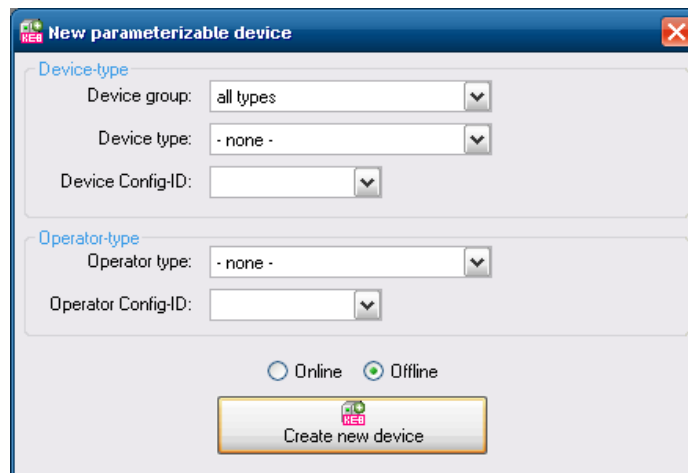 KEB New parameterizable device
Device-type
Device group: all types
Device type: - none -
Device Config-ID:
Operator-type
Operator type: - none -
Operator Config-ID:
Online Offline
KEB
Create new device